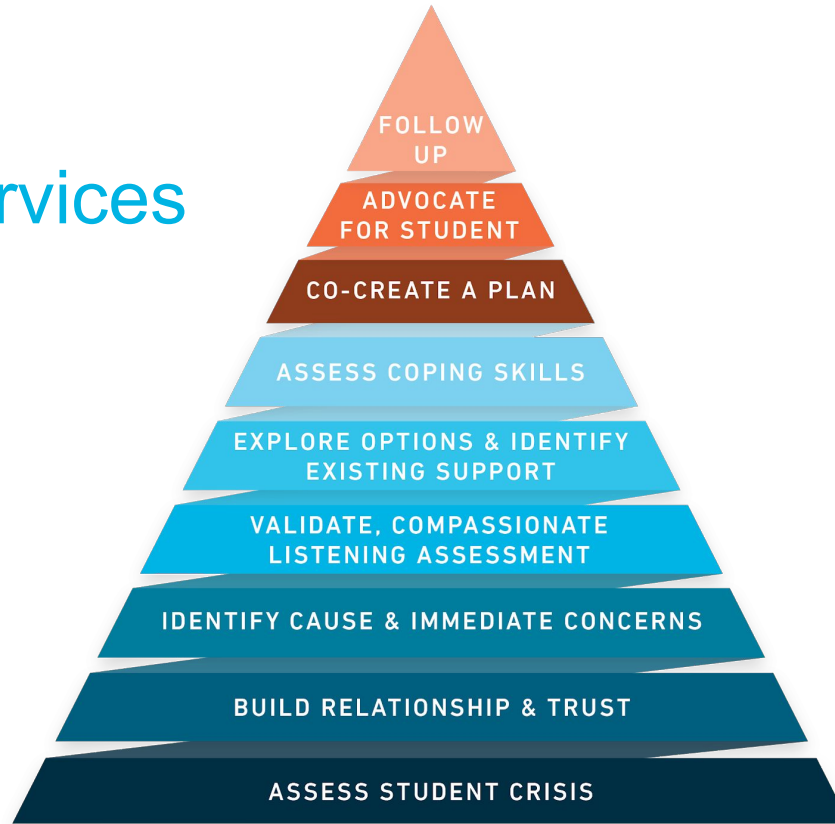 rvices
FOLLOW
UP
ADVOCATE
FOR STUDENT
CO-CREATE A PLAN
ASSESS COPING SKILLS
EXPLORE OPTIONS & IDENTIFY
EXISTING SUPPORT
VALIDATE, COMPASSIONATE
LISTENING ASSESSMENT
IDENTIFY CAUSE & IMMEDIATE CONCERNS
BUILD RELATIONSHIP & TRUST
ASSESS STUDENT CRISIS